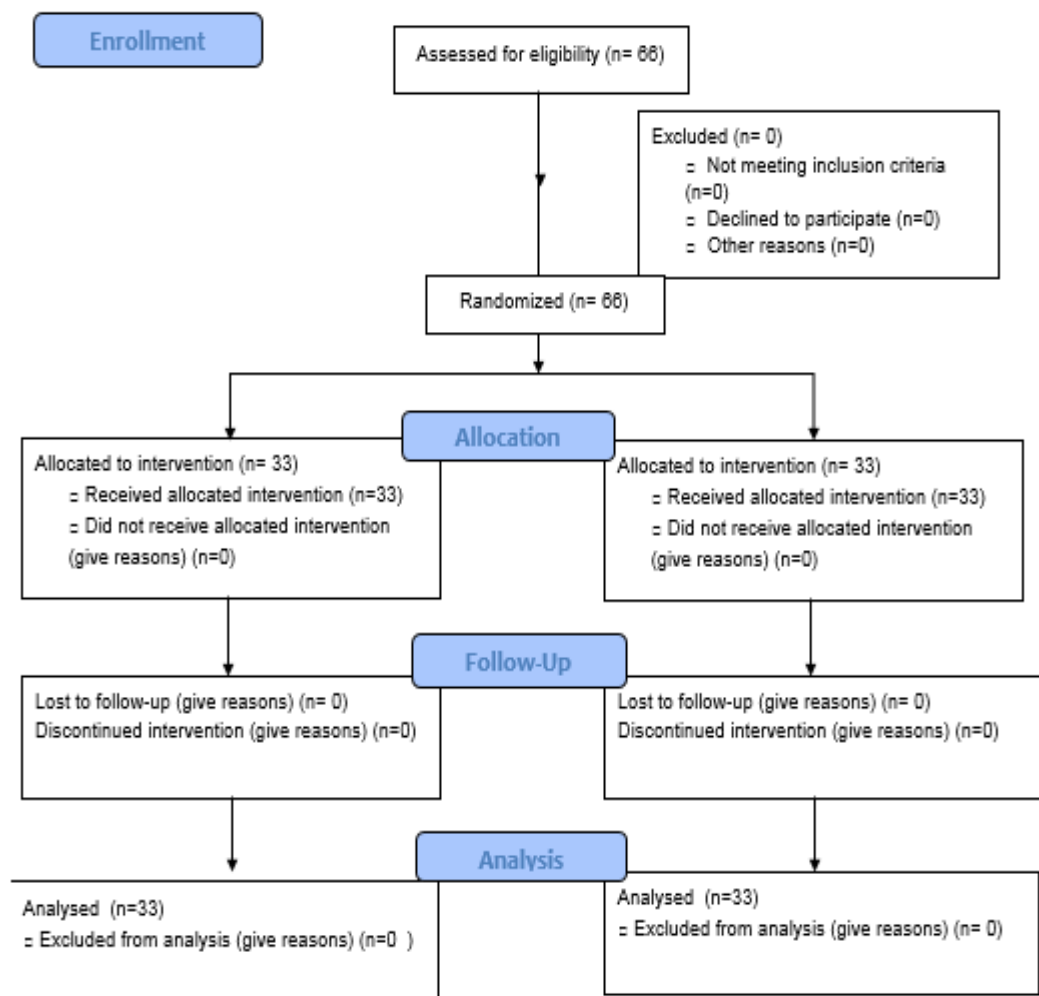 Enrollment
Assessed for eligibility (n= 66)
Excluded (n= 0)
□ Not meeting inclusion criteria
(n=0)
□ Declined to participate (n=0)
□ Other reasons (n=0)
Randomized (n= 66)
Allocation
Allocated to intervention (n= 33)
□ Received allocated intervention (n=33)
□ Did not receive allocated intervention
(give reasons) (n=0)
Allocated to intervention (n= 33)
□ Received allocated intervention (n=33)
□ Did not receive allocated intervention
(give reasons) (n=0)
Follow-Up
Lost to follow-up (give reasons) (n= 0)
Discontinued intervention (give reasons) (n=0)
Lost to follow-up (give reasons) (n= 0)
Discontinued intervention (give reasons) (n=0)
Analysis
Analysed  (n=33)
□ Excluded from analysis (give reasons) (n=0  )
Analysed  (n=33)
□ Excluded from analysis (give reasons) (n= 0)